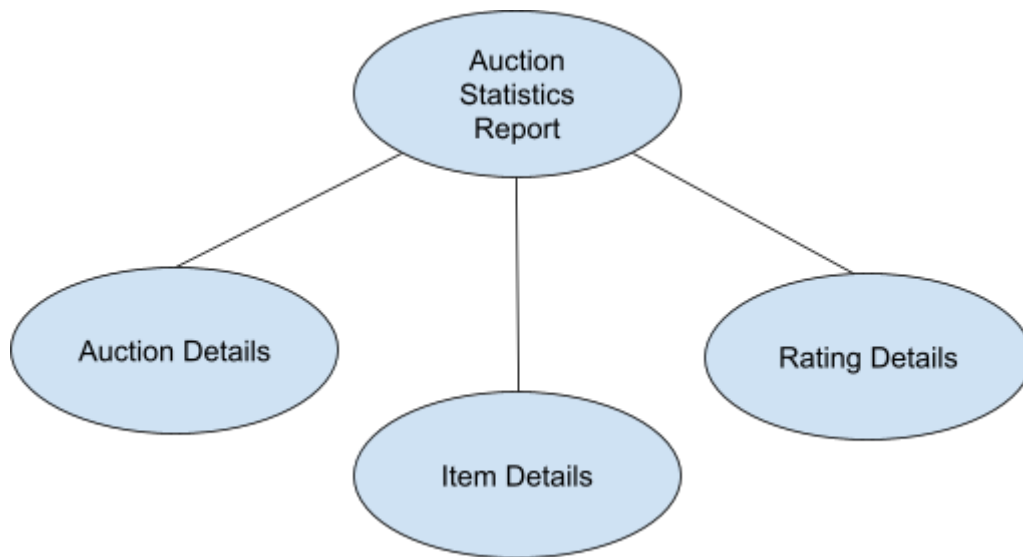 Auction
Statistics
Report
Auction Details
Rating Details
Item Details